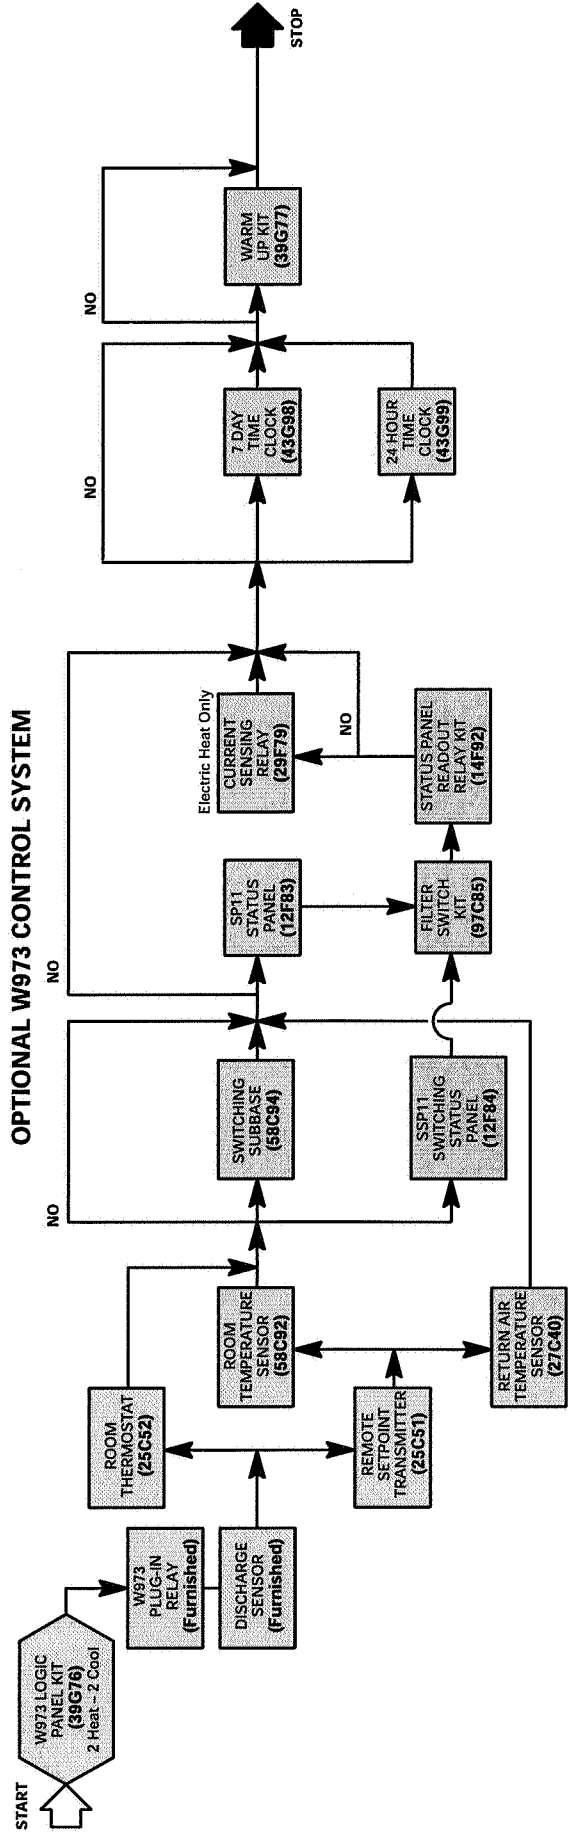 OPTIONAL W973 CONTROL SYSTEM
START
W973 LOGIC
PANEL KIT
(39G76)
2 Heat – 2 Cool
W973
PLUG-IN
RELAY
(Furnished)
DISCHARGE
SENSOR
(Furnished)
ROOM
THERMOSTAT
(25C52)
REMOTE
SETPOINT
TRANSMITTER
(25C51)
ROOM
TEMPERATURE
SENSOR
(58C92)
RETURN AIR
TEMPERATURE
SENSOR
(27C40)
NO
SWITCHING
SUBBASE
(58C94)
SSP11
SWITCHING
STATUS
PANEL
(12F84)
NO
SP11
STATUS
PANEL
(12F83)
FILTER
SWITCH
KIT
(97C85)
Electric Heat Only
CURRENT
SENSING
RELAY
(29F79)
NO
STATUS PANEL
READOUT
RELAY KIT
(14F92)
NO
7 DAY
TIME
CLOCK
(43G98)
24 HOUR
TIME
CLOCK
(43G99)
NO
WARM
UP KIT
(39G77)
STOP